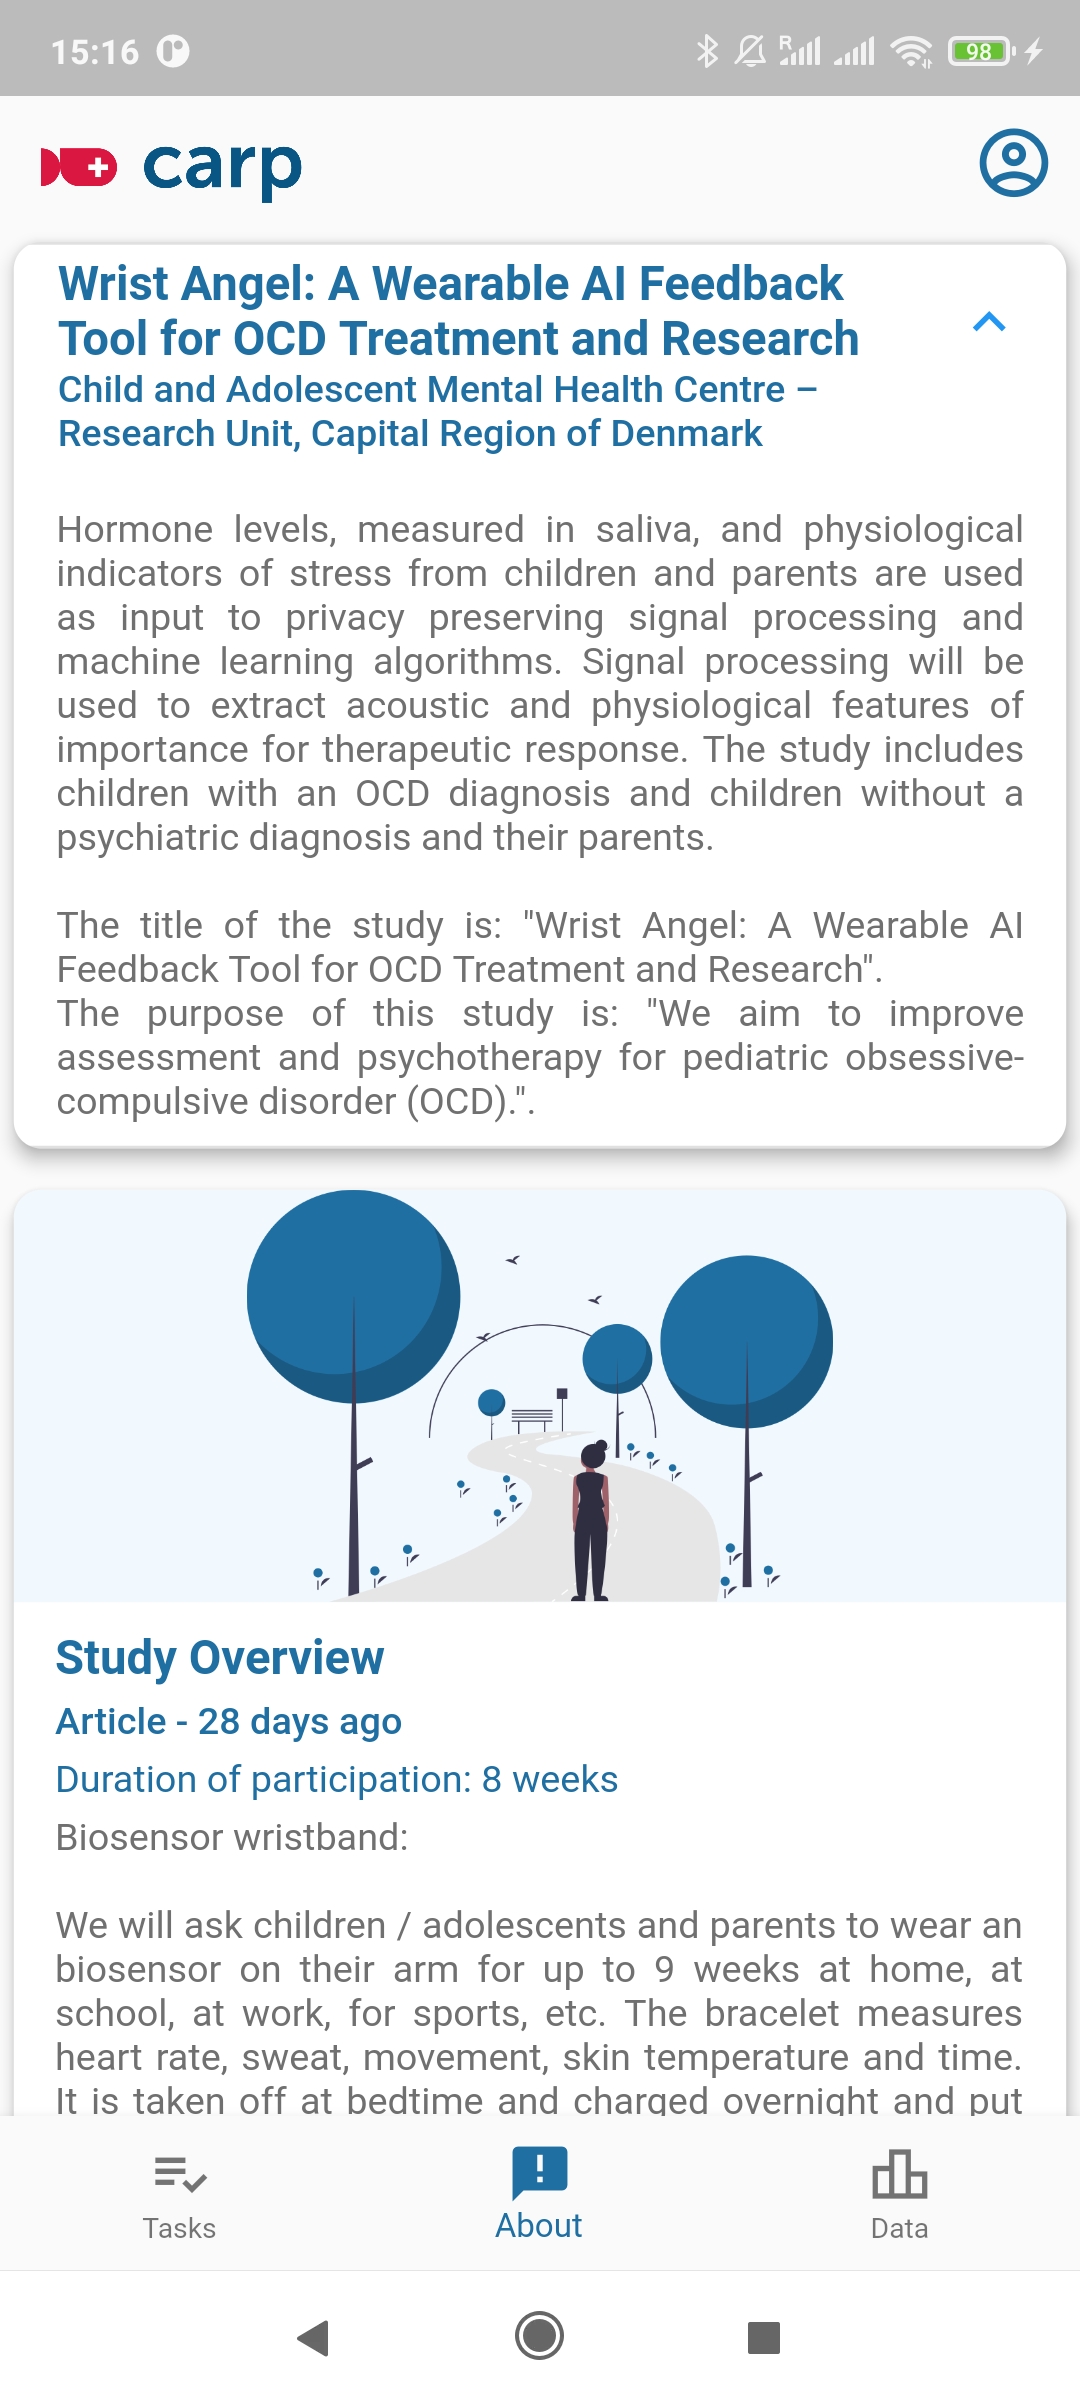 15:16
R
98
carp
Wrist Angel: A Wearable AI Feedback
Tool for OCD Treatment and Research
Child and Adolescent Mental Health Centre –
Research Unit, Capital Region of Denmark
Hormone levels, measured in saliva, and physiological
indicators of stress from children and parents are used
as input to privacy preserving signal processing and
machine learning algorithms. Signal processing will be
used to extract acoustic and physiological features of
importance for therapeutic response. The study includes
children with an OCD diagnosis and children without a
psychiatric diagnosis and their parents.
The title of the study is: "Wrist Angel: A Wearable AI
Feedback Tool for OCD Treatment and Research".
The purpose of this study is: "We aim to improve
assessment and psychotherapy for pediatric obsessive-
compulsive disorder (OCD).".
Study Overview
Article - 28 days ago
Duration of participation: 8 weeks
Biosensor wristband:
We will ask children / adolescents and parents to wear an
biosensor on their arm for up to 9 weeks at home, at
school, at work, for sports, etc. The bracelet measures
heart rate, sweat, movement, skin temperature and time.
It is taken off at bedtime and charged overnight and put
Tasks
About
Data